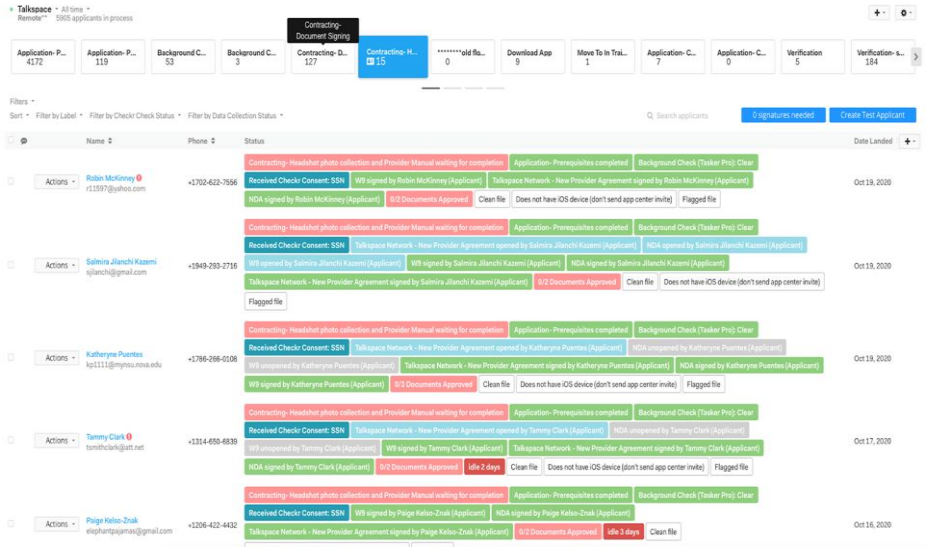 Talkspace All time
Remote** 5905 applicants in process
Contracting-
Document Signing
Application- P... Application- P... Background C... Background C... Contracting- D... Contracting- H... ********old fla... Download App Move To In Trai... Application- C... Application- C... Verification Verification- s...
4172 119 53 3 127 15 0 9 1 7 0 5 184
Filters
Sort Filter by Label Filter by Checkr Check Status Filter by Data Collection Status Search applicants 0 signatures needed Create Test Applicant
Name Phone Status Date Landed
Contracting- Headshot photo collection and Provider Manual waiting for completion Application- Prerequisites completed Background Check (Tasker Pro): Clear
Actions Robin McKinney +1702-622-7556 Received Checkr Consent: SSN W9 signed by Robin McKinney (Applicant) Talkspace Network - New Provider Agreement signed by Robin McKinney (Applicant) Oct 19, 2020
r11597@yahoo.com
NDA signed by Robin McKinney (Applicant) 0/2 Documents Approved Clean file Does not have iOS device (don't send app center invite) Flagged file
Contracting- Headshot photo collection and Provider Manual waiting for completion Application- Prerequisites completed Background Check (Tasker Pro): Clear
Received Checkr Consent: SSN Talkspace Network - New Provider Agreement opened by Salmira Jilanchi Kazemi (Applicant) NDA opened by Salmira Jilanchi Kazemi (Applicant)
Actions Salmira Jilanchi Kazemi +1949-293-2716 W9 opened by Salmira Jilanchi Kazemi (Applicant) W9 signed by Salmira Jilanchi Kazemi (Applicant) NDA signed by Salmira Jilanchi Kazemi (Applicant) Oct 19, 2020
sjilanchi@gmail.com
Talkspace Network - New Provider Agreement signed by Salmira Jilanchi Kazemi (Applicant) 0/2 Documents Approved Clean file Does not have iOS device (don't send app center invite)
Flagged file
Contracting- Headshot photo collection and Provider Manual waiting for completion Application- Prerequisites completed Background Check (Tasker Pro): Clear
Received Checkr Consent: SSN Talkspace Network - New Provider Agreement opened by Katheryne Puentes (Applicant) NDA unopened by Katheryne Puentes (Applicant)
Actions Katheryne Puentes +1786-266-0108 W9 unopened by Katheryne Puentes (Applicant) Talkspace Network - New Provider Agreement signed by Katheryne Puentes (Applicant) NDA signed by Katheryne Puentes (Applicant) Oct 19, 2020
kp1111@mynsu.nova.edu
W9 signed by Katheryne Puentes (Applicant) Documents Approved Clean file Does not have iOS device (don't send app center invite) Flagged file
Contracting- Headshot photo collection and Provider Manual waiting for completion Application- Prerequisites completed Background Check (Tasker Pro): Clear
Received Checkr Consent: SSN Talkspace Network - New Provider Agreement opened by Tammy Clark (Applicant) NDA unopened by Tammy Clark (Applicant)
Actions Tammy Clark +1314-650-6839 W9 unopened by Tammy Clark (Applicant) W9 signed by Tammy Clark (Applicant) Talkspace Network - New Provider Agreement signed by Tammy Clark (Applicant) Oct 17, 2020
tsmithclark@att.net
NDA signed by Tammy Clark (Applicant) 0/2 Documents Approved idle 2 days Clean file Does not have iOS device (don't send app center invite) Flagged file
Contracting- Headshot photo collection and Provider Manual waiting for completion Application- Prerequisites completed Background Check (Tasker Pro): Clear
Received Checkr Consent: SSN W9 signed by Paige Kelso-Znak (Applicant) NDA signed by Paige Kelso-Znak (Applicant)
Actions Paige Kelso-Znak +1206-422-4432 Oct 16, 2020
elephantpajamas@gmail.com Talkspace Network - New Provider Agreement signed by Paige Kelso-Znak (Applicant) 0/2 Documents Approved idle 3 days Clean file